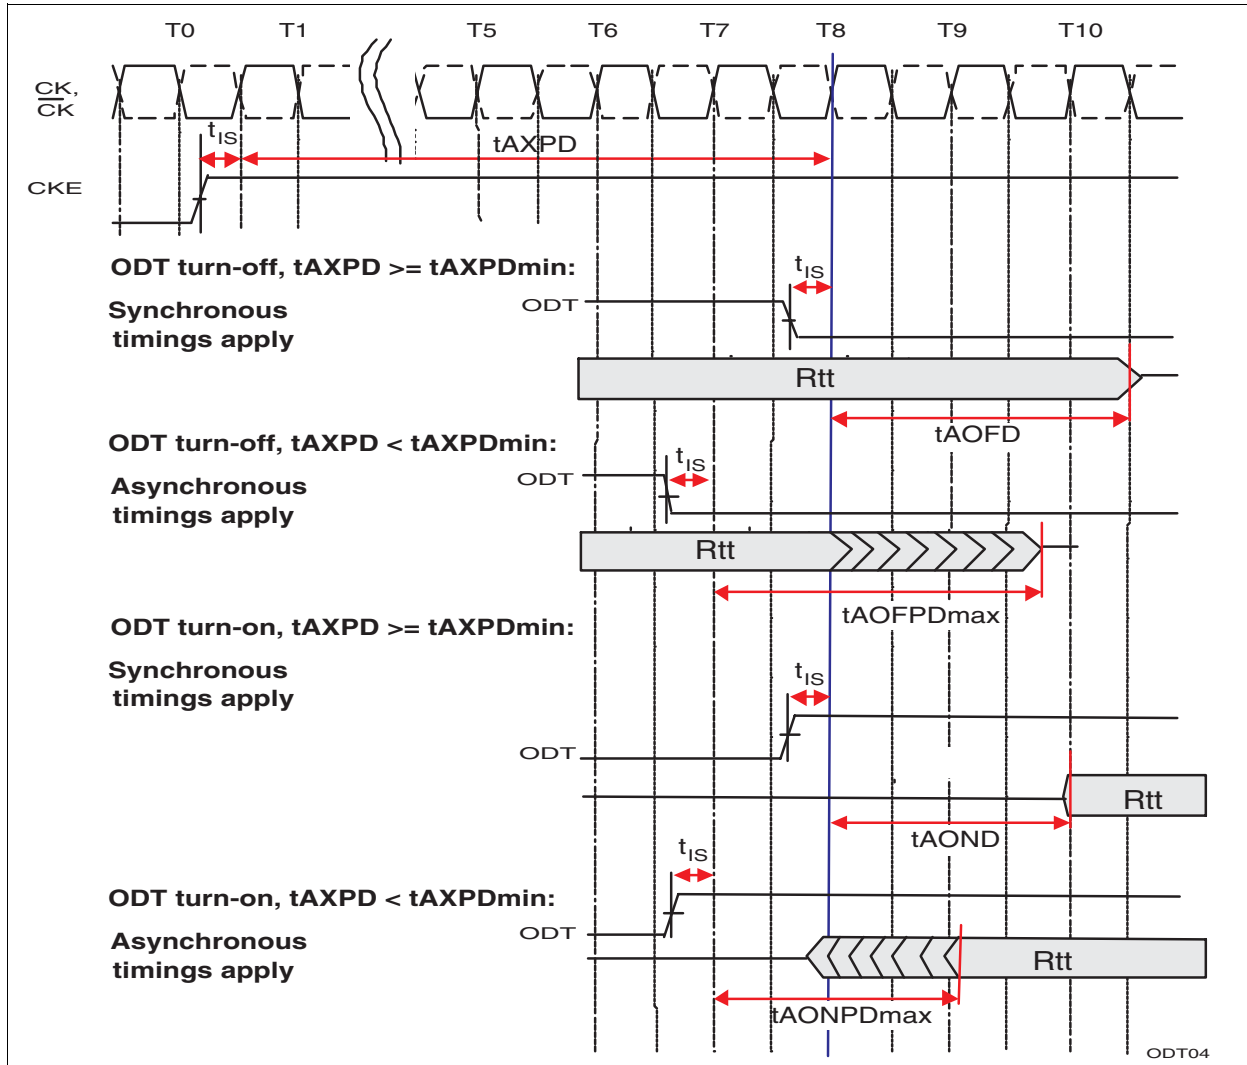 T0 T1 T5 T6 T7 T8 T9 T10
CK,
CK
tIS
tAXPD
CKE
ODT turn-off, tAXPD >= tAXPDmin:
tIS
Synchronous
timings apply
ODT
Rtt
tAOFD
ODT turn-off, tAXPD < tAXPDmin:
tIS
Asynchronous
timings apply
ODT
Rtt
tAOFPDmax
ODT turn-on, tAXPD >= tAXPDmin:
Synchronous
timings apply
tIS
ODT
Rtt
tAOND
tIS
ODT turn-on, tAXPD < tAXPDmin:
Asynchronous
timings apply
ODT
Rtt
tAONPDmax
ODT04